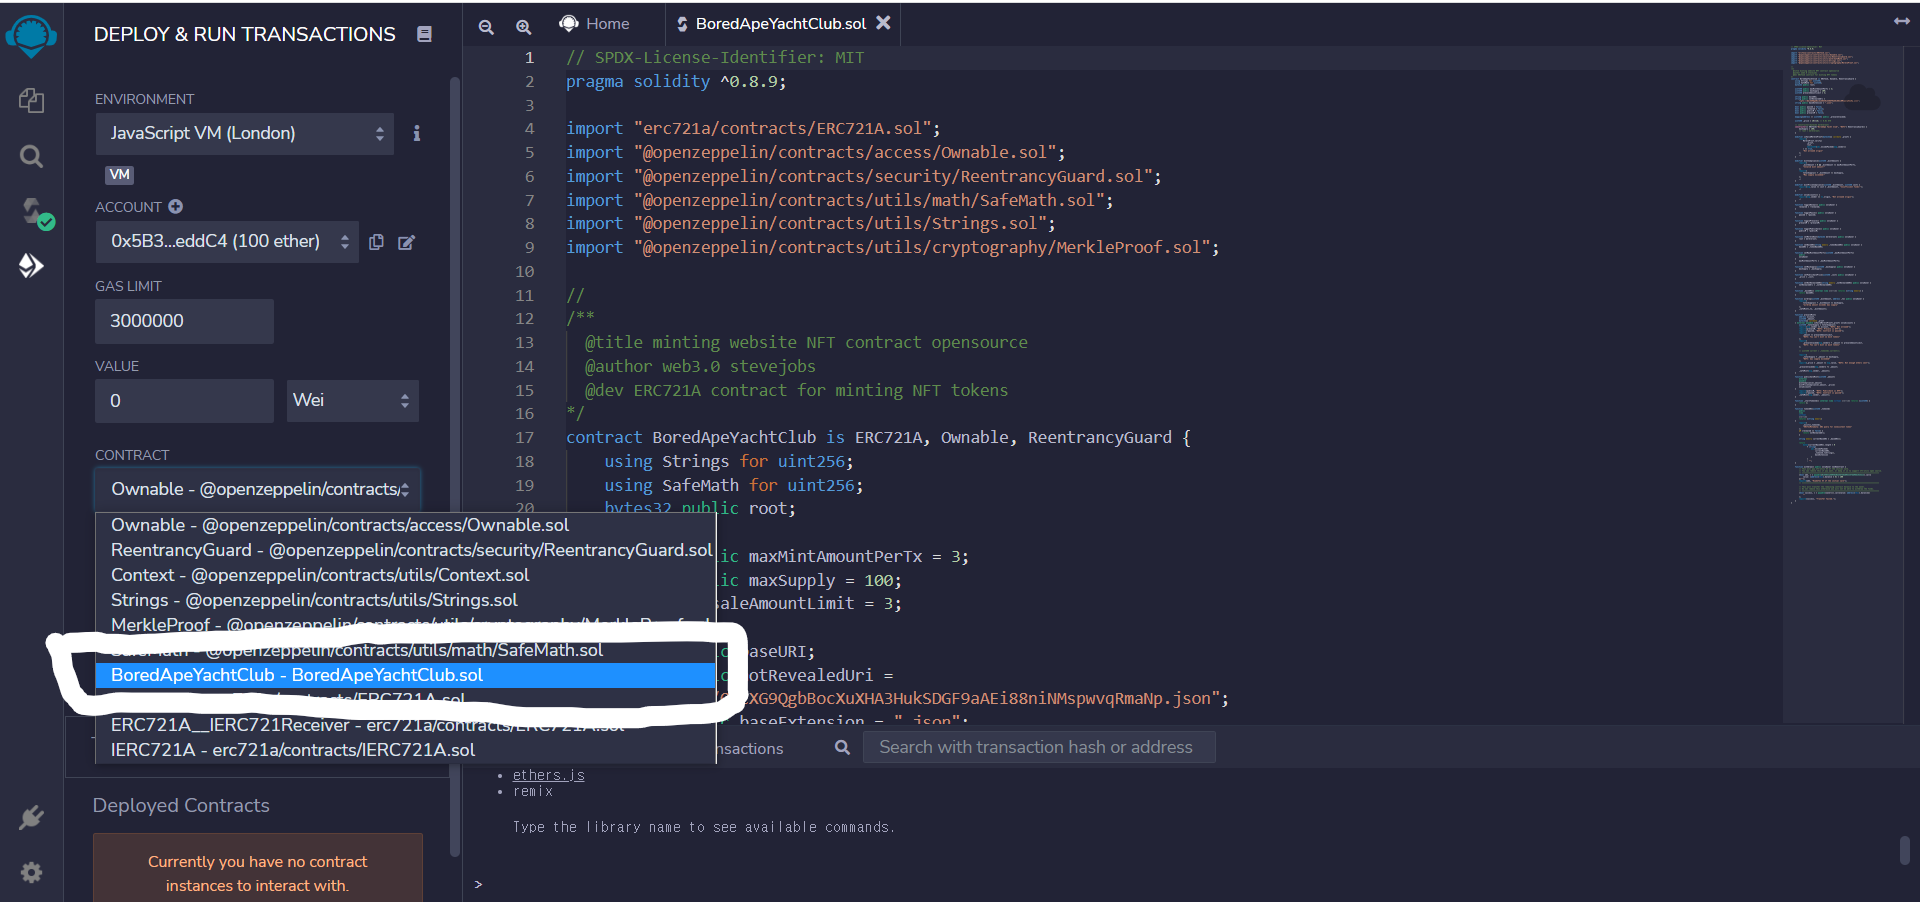 DEPLOY & RUN TRANSACTIONS
ENVIRONMENT
JavaScript VM (London)
VM
ACCOUNT
0x5B3...eddC4 (100 ether)
GAS LIMIT
3000000
VALUE
0
Wei
CONTRACT
Ownable - @openzeppelin/contracts/
Ownable - @openzeppelin/contracts/access/Ownable.sol
ReentrancyGuard - @openzeppelin/contracts/security/ReentrancyGuard.sol
Context - @openzeppelin/contracts/utils/Context.sol
Strings - @openzeppelin/contracts/utils/Strings.sol
MerkleProof - @openzeppelin/contracts/utils/cryptography/MerkleProof.sol
SafeMath - @openzeppelin/contracts/utils/math/SafeMath.sol
BoredApeYachtClub - BoredApeYachtClub.sol
/contracts/ERC721A.sol
ERC721A__IERC721Receiver - erc721a/contracts/ERC721A.sol
IERC721A - erc721a/contracts/IERC721A.sol
Deployed Contracts
Currently you have no contract
instances to interact with.
Home
BoredApeYachtClub.sol
1 // SPDX-License-Identifier: MIT
2 pragma solidity ^0.8.9;
3
4 import "erc721a/contracts/ERC721A.sol";
5 import "@openzeppelin/contracts/access/Ownable.sol";
6 import "@openzeppelin/contracts/security/ReentrancyGuard.sol";
7 import "@openzeppelin/contracts/utils/math/SafeMath.sol";
8 import "@openzeppelin/contracts/utils/Strings.sol";
9 import "@openzeppelin/contracts/utils/cryptography/MerkleProof.sol";
10
11 //
12 /**
13 @title minting website NFT contract opensource
14 @author web3.0 stevejobs
15 @dev ERC721A contract for minting NFT tokens
16 */
17 contract BoredApeYachtClub is ERC721A, Ownable, ReentrancyGuard {
18 using Strings for uint256;
19 using SafeMath for uint256;
20 bytes32 public root;
ic maxMintAmountPerTx = 3;
ic maxSupply = 100;
saleAmountLimit = 3;
baseURI;
notRevealedUri =
XG9QgbBocXuXHA3HukSDGF9aAEi88niNMspwvqRmaNp.json";
baseExtension = ".json";
nsactions
Search with transaction hash or address
• ethers.js
• remix
Type the library name to see available commands.
>